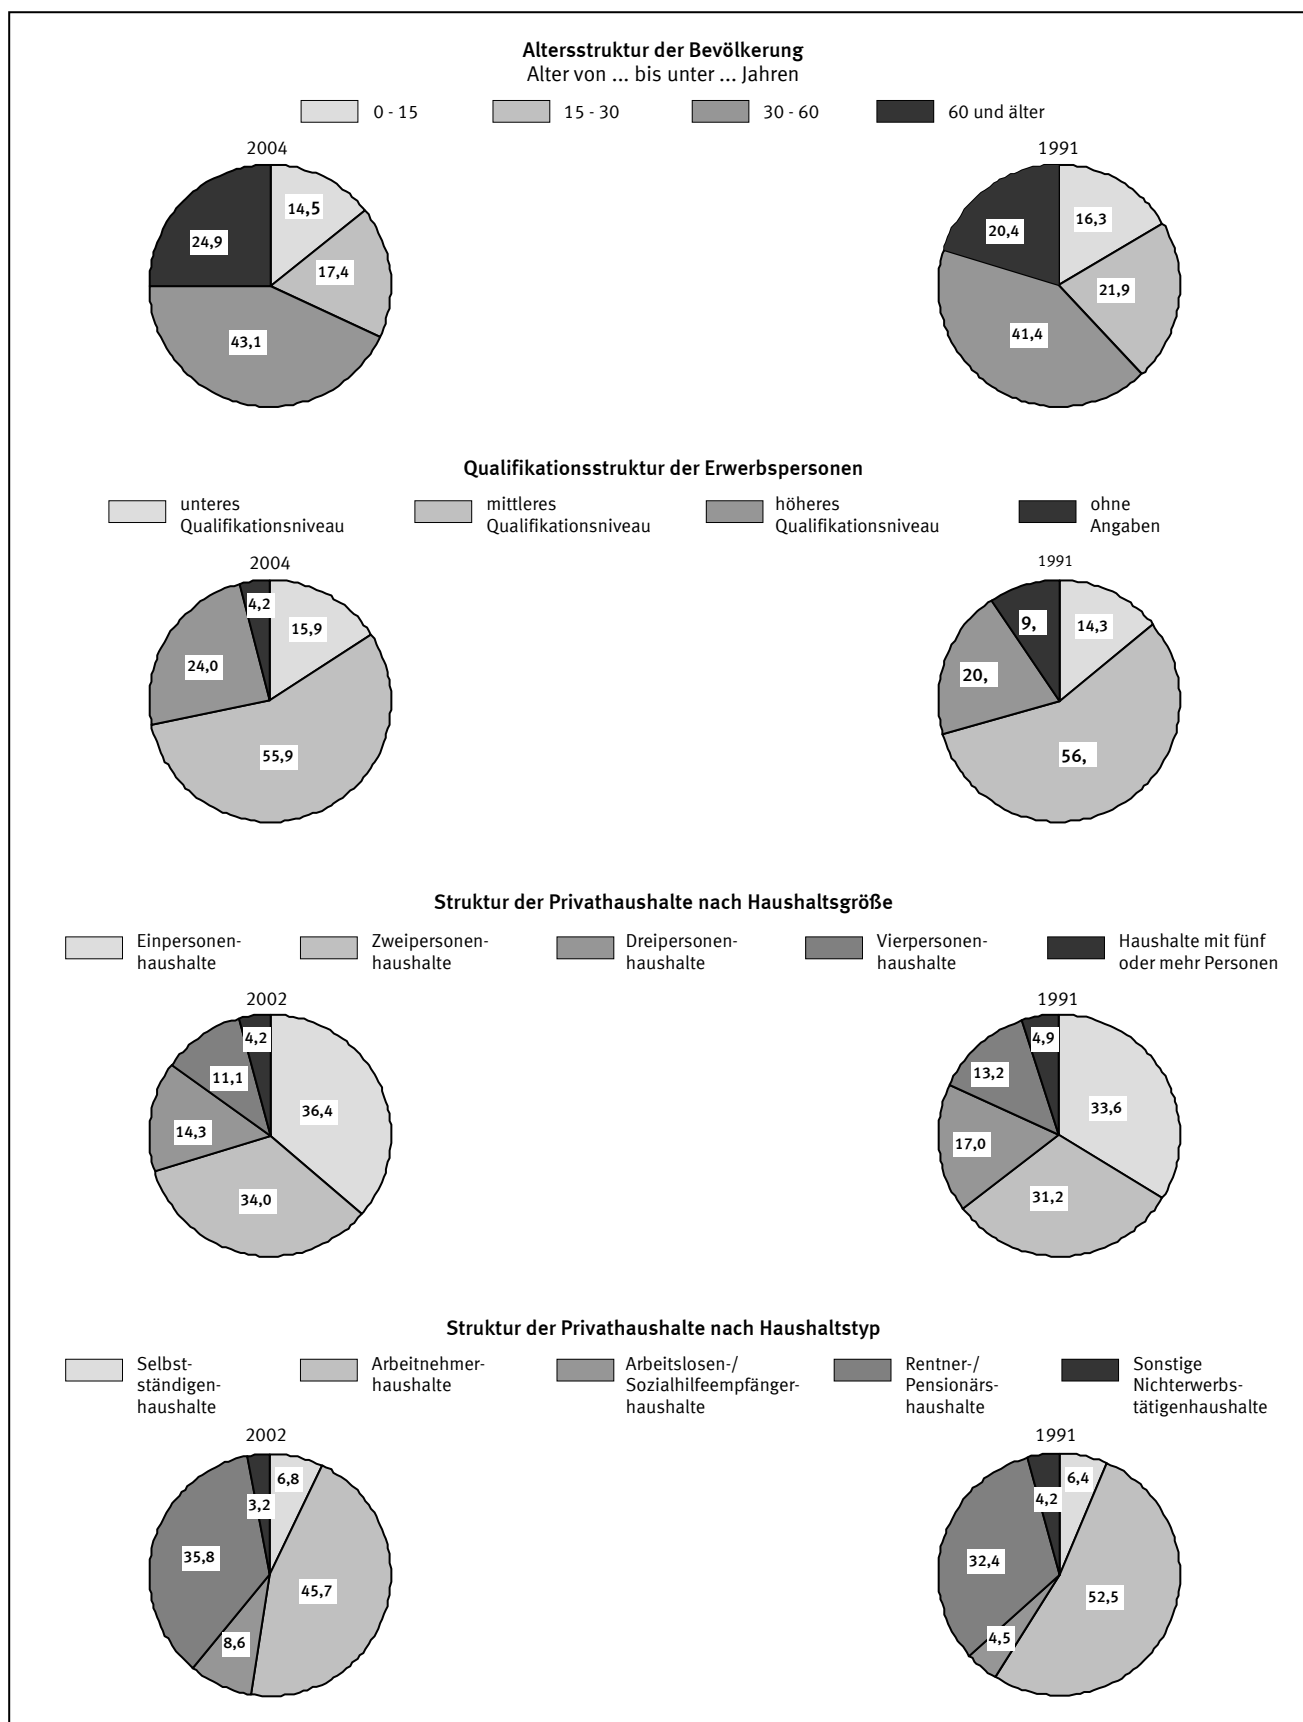 Altersstruktur der Bevölkerung
Alter von ... bis unter ... Jahren
0 - 15
15 - 30
30 - 60
60 und älter
2004
14,5
17,4
43,1
24,9
1991
16,3
21,9
41,4
20,4
Qualifikationsstruktur der Erwerbspersonen
unteres
Qualifikationsniveau
mittleres
Qualifikationsniveau
höheres
Qualifikationsniveau
ohne
Angaben
2004
15,9
55,9
24,0
4,2
1991
14,3
56,
20,
9,
Struktur der Privathaushalte nach Haushaltsgröße
Einpersonen-
haushalte
Zweipersonen-
haushalte
Dreipersonen-
haushalte
Vierpersonen-
haushalte
Haushalte mit fünf
oder mehr Personen
2002
36,4
34,0
14,3
11,1
4,2
1991
33,6
31,2
17,0
13,2
4,9
Struktur der Privathaushalte nach Haushaltstyp
Selbst-
ständigen-
haushalte
Arbeitnehmer-
haushalte
Arbeitslosen-/
Sozialhilfeempfänger-
haushalte
Rentner-/
Pensionärs-
haushalte
Sonstige
Nichterwerbs-
tätigenhaushalte
2002
6,8
45,7
8,6
35,8
3,2
1991
6,4
52,5
4,5
32,4
4,2